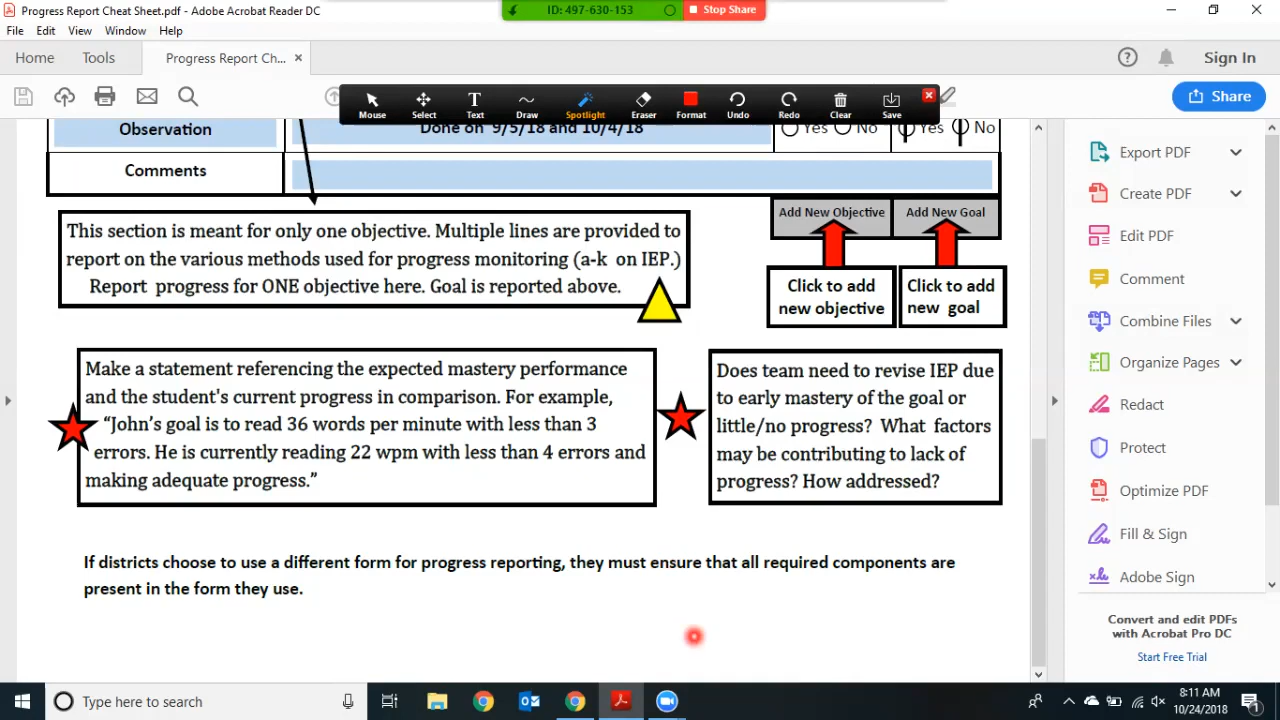 Progress Report Cheat Sheet.pdf - Adobe Acrobat Reader DC
ID: 497-630-153
Stop Share
File Edit View Window Help
Home Tools Progress Report Ch... ×
Sign In
Share
Mouse Select Text Draw Spotlight Eraser Format Undo Redo Clear Save
Observation
Done on 9/5/18 and 10/4/18
Yes No Yes No
Comments
Add New Objective Add New Goal
This section is meant for only one objective. Multiple lines are provided to
report on the various methods used for progress monitoring (a-k on IEP.)
Report progress for ONE objective here. Goal is reported above.
Click to add
new objective
Click to add
new goal
Make a statement referencing the expected mastery performance
and the student's current progress in comparison. For example,
“John’s goal is to read 36 words per minute with less than 3
errors. He is currently reading 22 wpm with less than 4 errors and
making adequate progress.”
Does team need to revise IEP due
to early mastery of the goal or
little/no progress? What factors
may be contributing to lack of
progress? How addressed?
If districts choose to use a different form for progress reporting, they must ensure that all required components are
present in the form they use.
Export PDF
Create PDF
Edit PDF
Comment
Combine Files
Organize Pages
Redact
Protect
Optimize PDF
Fill & Sign
Adobe Sign
Convert and edit PDFs
with Acrobat Pro DC
Start Free Trial
Type here to search
8:11 AM
10/24/2018
1